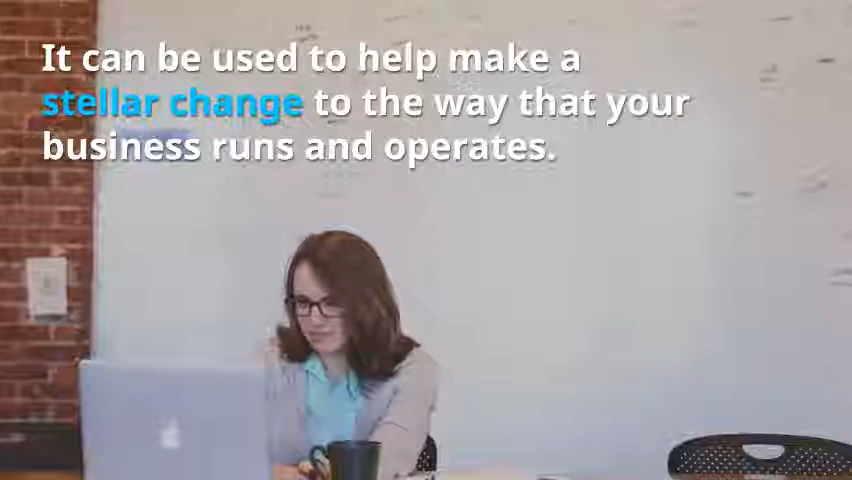 It can be used to help make a
stellar change to the way that your
business runs and operates.